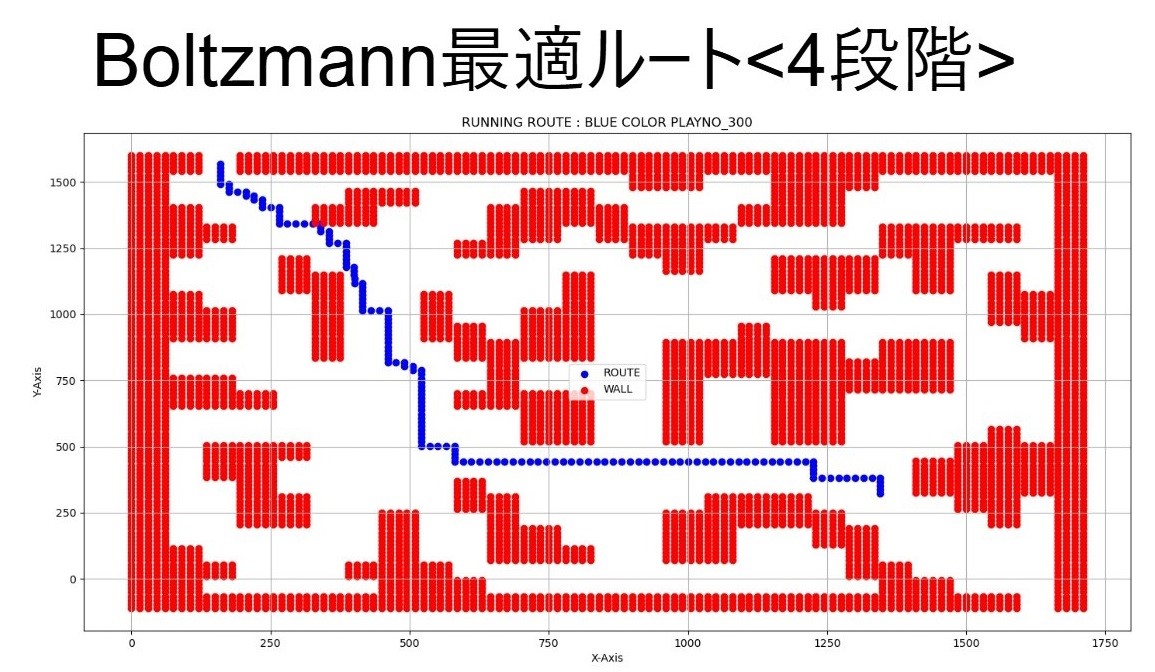 Boltzmann最適ルート<4段階>
RUNNING ROUTE : BLUE COLOR PLAYNO_300
1500
1250
1000
750
500
250
0
Y-Axis
ROUTE
WALL
0 250 500 750 1000 1250 1500 1750
X-Axis